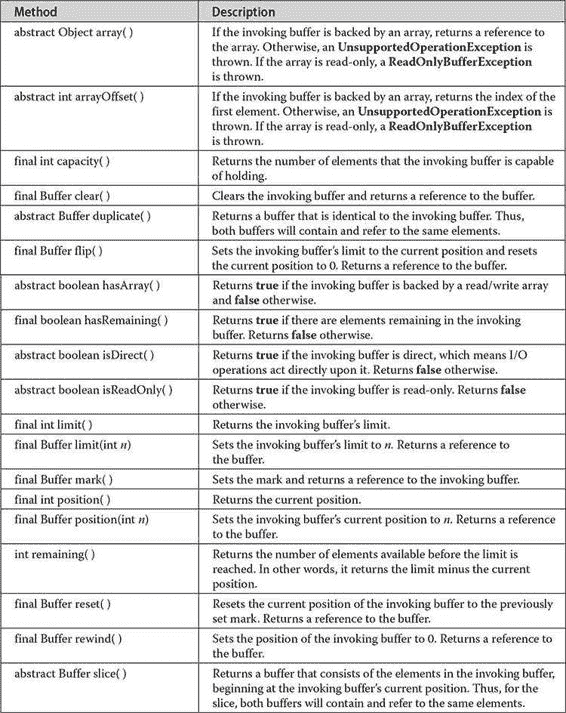 Method Description
abstract Object array( ) If the invoking buffer is backed by an array, returns a reference to
the array. Otherwise, an UnsupportedOperationException is
thrown. If the array is read-only, a ReadOnlyBufferException
is thrown.
abstract int arrayOffset( ) If the invoking buffer is backed by an array, returns the index of the
first element. Otherwise, an UnsupportedOperationException is
thrown. If the array is read-only, a ReadOnlyBufferException
is thrown.
final int capacity( ) Returns the number of elements that the invoking buffer is capable
of holding.
final Buffer clear( ) Clears the invoking buffer and returns a reference to the buffer.
abstract Buffer duplicate( ) Returns a buffer that is identical to the invoking buffer. Thus,
both buffers will contain and refer to the same elements.
final Buffer flip( ) Sets the invoking buffer's limit to the current position and resets
the current position to 0. Returns a reference to the buffer.
abstract boolean hasArray( ) Returns true if the invoking buffer is backed by a read/write array
and false otherwise.
final boolean hasRemaining( ) Returns true if there are elements remaining in the invoking
buffer. Returns false otherwise.
abstract boolean isDirect( ) Returns true if the invoking buffer is direct, which means I/O
operations act directly upon it. Returns false otherwise.
abstract boolean isReadOnly( ) Returns true if the invoking buffer is read-only. Returns false
otherwise.
final int limit( ) Returns the invoking buffer's limit.
final Buffer limit(int n) Sets the invoking buffer's limit to n. Returns a reference to
the buffer.
final Buffer mark( ) Sets the mark and returns a reference to the invoking buffer.
final int position( ) Returns the current position.
final Buffer position(int n) Sets the invoking buffer's current position to n. Returns a reference
to the buffer.
int remaining( ) Returns the number of elements available before the limit is
reached. In other words, it returns the limit minus the current
position.
final Buffer reset( ) Resets the current position of the invoking buffer to the previously
set mark. Returns a reference to the buffer.
final Buffer rewind( ) Sets the position of the invoking buffer to 0. Returns a reference to
the buffer.
abstract Buffer slice( ) Returns a buffer that consists of the elements in the invoking buffer,
beginning at the invoking buffer's current position. Thus, for the
slice, both buffers will contain and refer to the same elements.